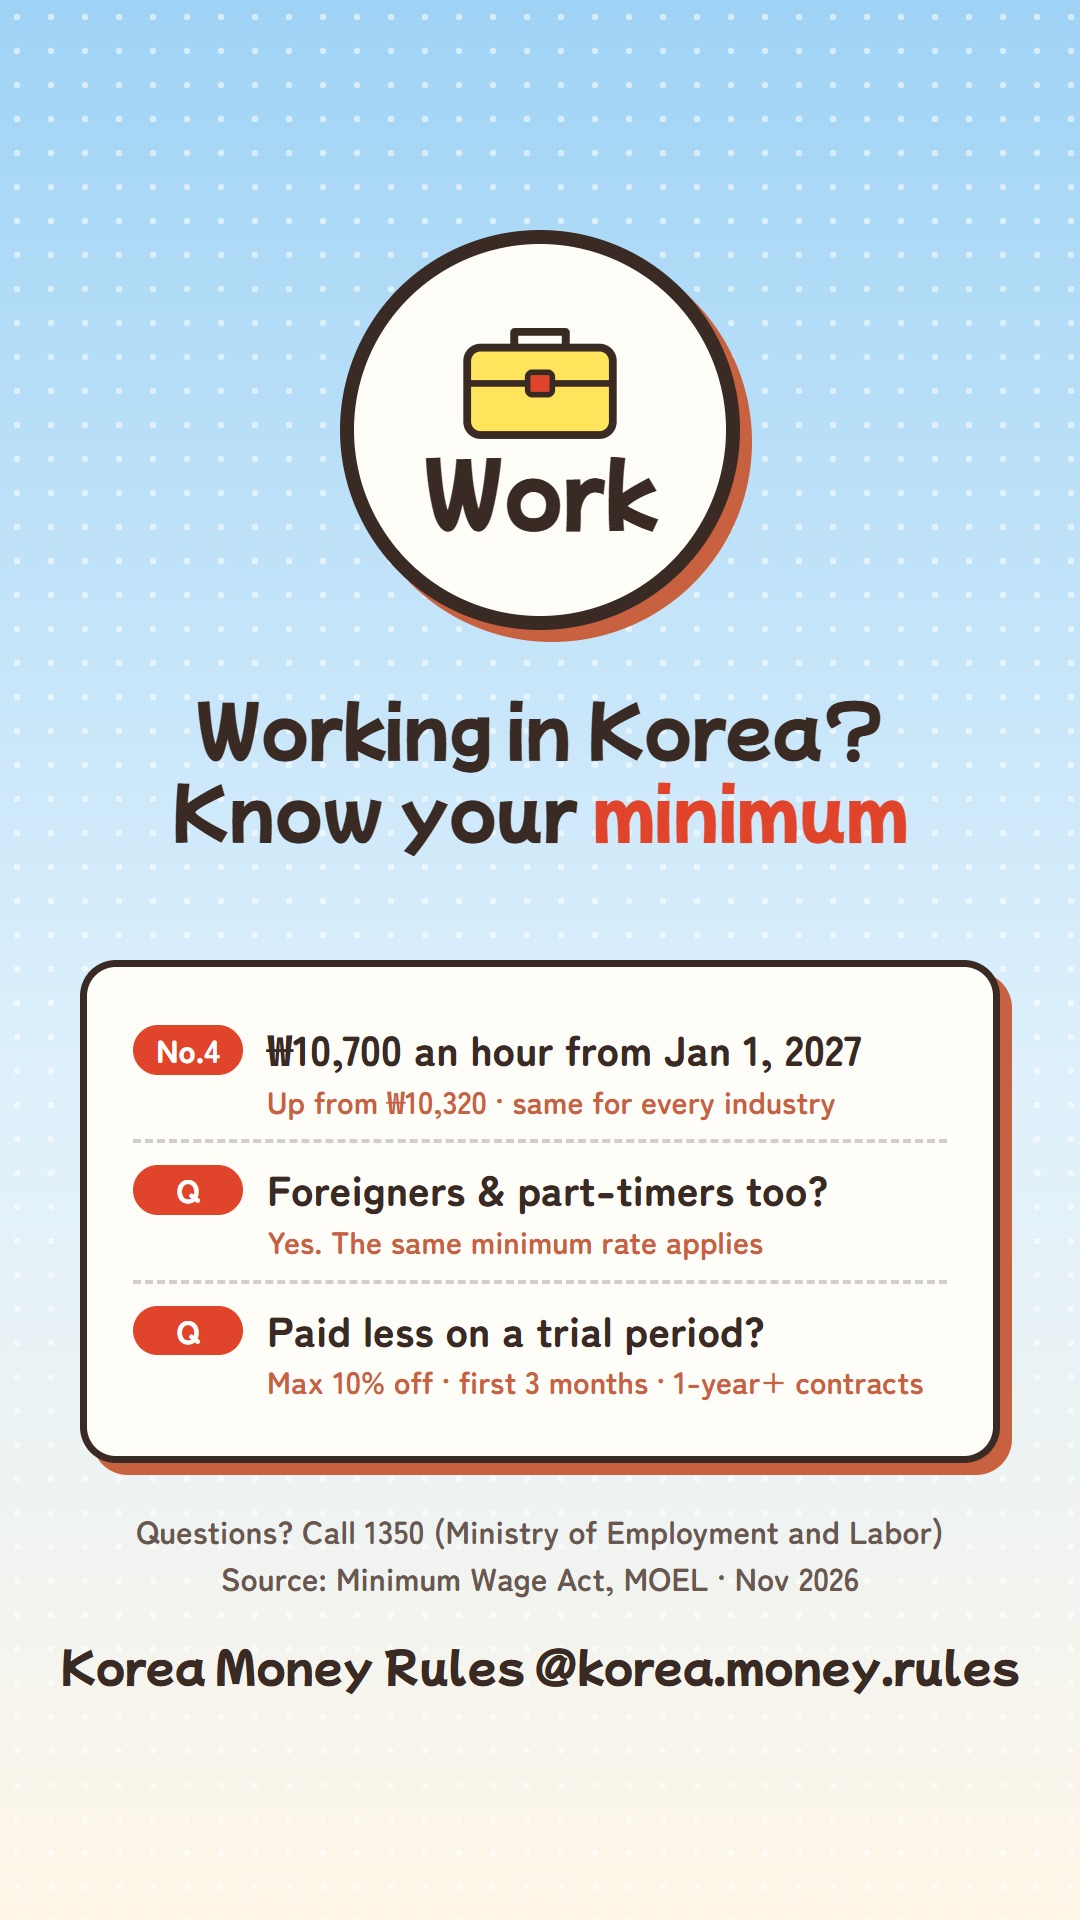 Work
Working in Korea?
Know your minimum
No.4 ₩10,700 an hour from Jan 1, 2027
Up from ₩10,320 · same for every industry
Q Foreigners & part-timers too?
Yes. The same minimum rate applies
Q Paid less on a trial period?
Max 10% off · first 3 months · 1-year+ contracts
Questions? Call 1350 (Ministry of Employment and Labor)
Source: Minimum Wage Act, MOEL · Nov 2026
Korea Money Rules @korea.money.rules